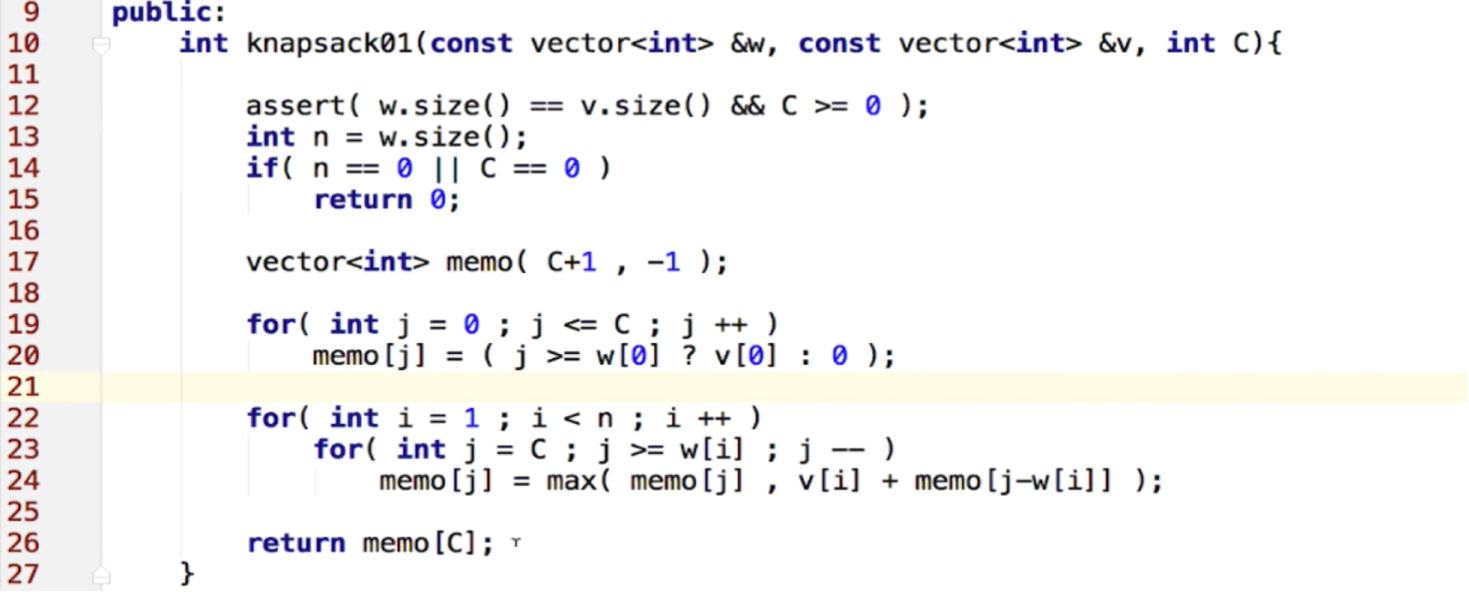 9 public:
10 int knapsack01(const vector<int> &w, const vector<int> &v, int C){
11
12 assert( w.size() == v.size() && C >= 0 );
13 int n = w.size();
14 if( n == 0 || C == 0 )
15 return 0;
16
17 vector<int> memo( C+1 , -1 );
18
19 for( int j = 0 ; j <= C ; j ++ )
20 memo[j] = ( j >= w[0] ? v[0] : 0 );
21
22 for( int i = 1 ; i < n ; i ++ )
23 for( int j = C ; j >= w[i] ; j -- )
24 memo[j] = max( memo[j] , v[i] + memo[j-w[i]] );
25
26 return memo[C];
27 }